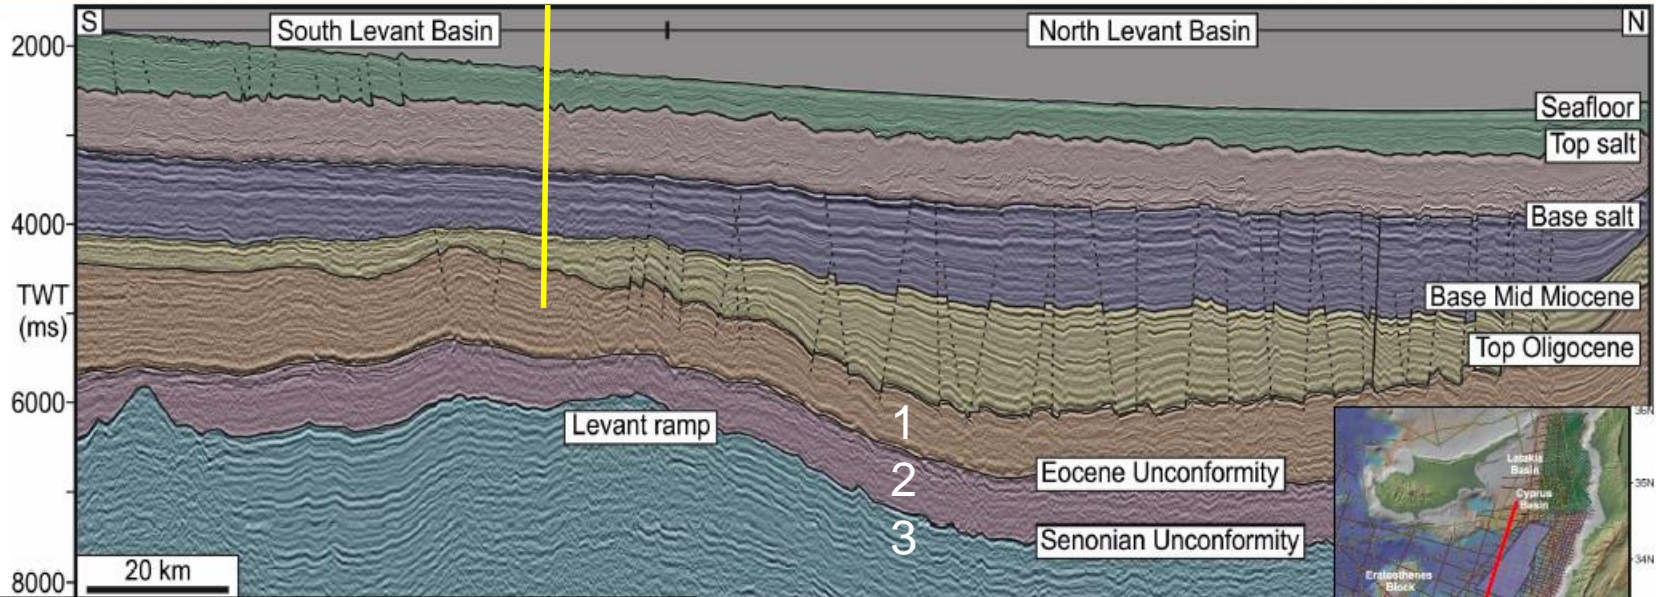 S
South Levant Basin
North Levant Basin
N
2000
Seafloor
Top salt
4000
Base salt
TWT
(ms)
Base Mid Miocene
Top Oligocene
6000
Levant ramp
1
2
3
Eocene Unconformity
Senonian Unconformity
8000
20 km
36N
Latakia
Basin
Cyprus
Basin
35N
34N
Eratosthenes
Block